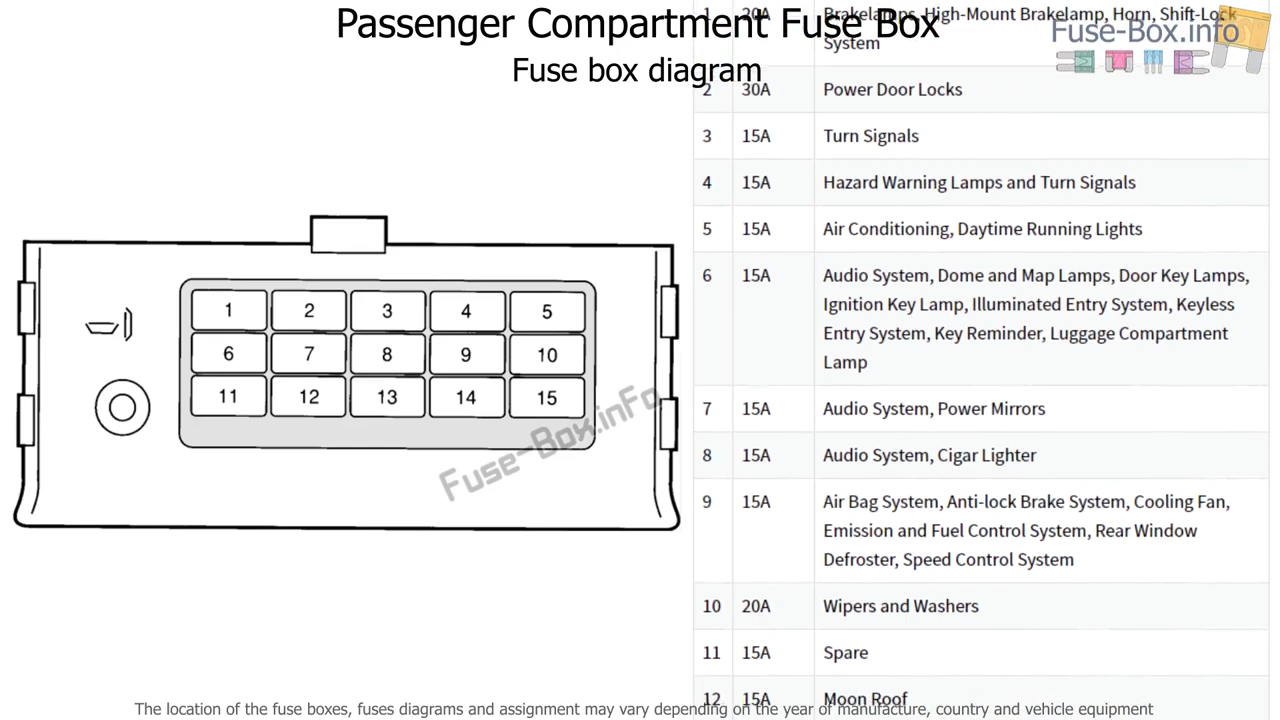 Passenger Compartment Fuse Box
Fuse box diagram
Fuse-Box.info
1 20A Brakelamps, High-Mount Brakelamp, Horn, Shift-Lock
System
2 30A Power Door Locks
3 15A Turn Signals
4 15A Hazard Warning Lamps and Turn Signals
5 15A Air Conditioning, Daytime Running Lights
6 15A Audio System, Dome and Map Lamps, Door Key Lamps,
Ignition Key Lamp, Illuminated Entry System, Keyless
Entry System, Key Reminder, Luggage Compartment
Lamp
7 15A Audio System, Power Mirrors
8 15A Audio System, Cigar Lighter
9 15A Air Bag System, Anti-lock Brake System, Cooling Fan,
Emission and Fuel Control System, Rear Window
Defroster, Speed Control System
10 20A Wipers and Washers
11 15A Spare
12 15A Moon Roof
1 2 3 4 5
6 7 8 9 10
11 12 13 14 15
Fuse-Box.inFo
The location of the fuse boxes, fuses diagrams and assignment may vary depending on the year of manufacture, country and vehicle equipment